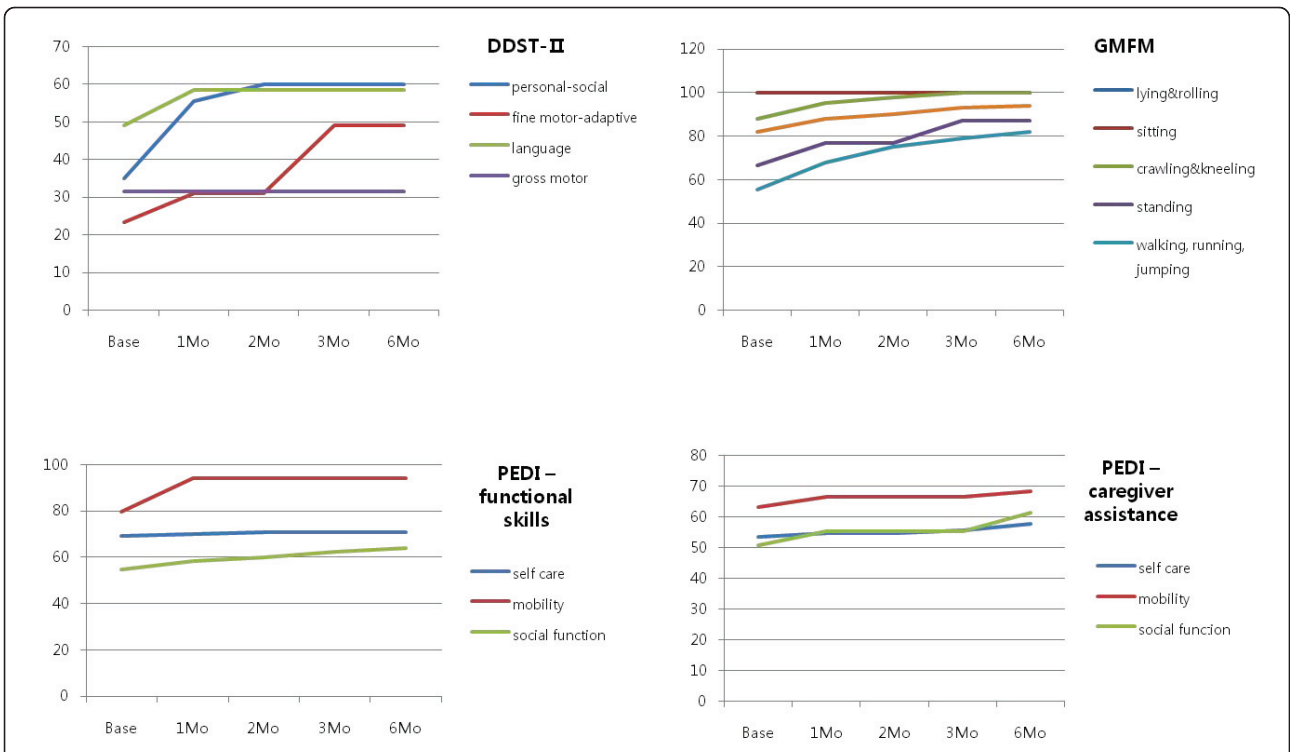 DDST-II
70
60
50
40
30
20
10
0
Base 1Mo 2Mo 3Mo 6Mo
personal-social
fine motor-adaptive
language
gross motor
GMFM
120
100
80
60
40
20
0
Base 1Mo 2Mo 3Mo 6Mo
lying&rolling
sitting
crawling&kneeling
standing
walking, running,
jumping
PEDI –
functional
skills
100
80
60
40
20
0
Base 1Mo 2Mo 3Mo 6Mo
self care
mobility
social function
PEDI –
caregiver
assistance
80
70
60
50
40
30
20
10
0
Base 1Mo 2Mo 3Mo 6Mo
self care
mobility
social function